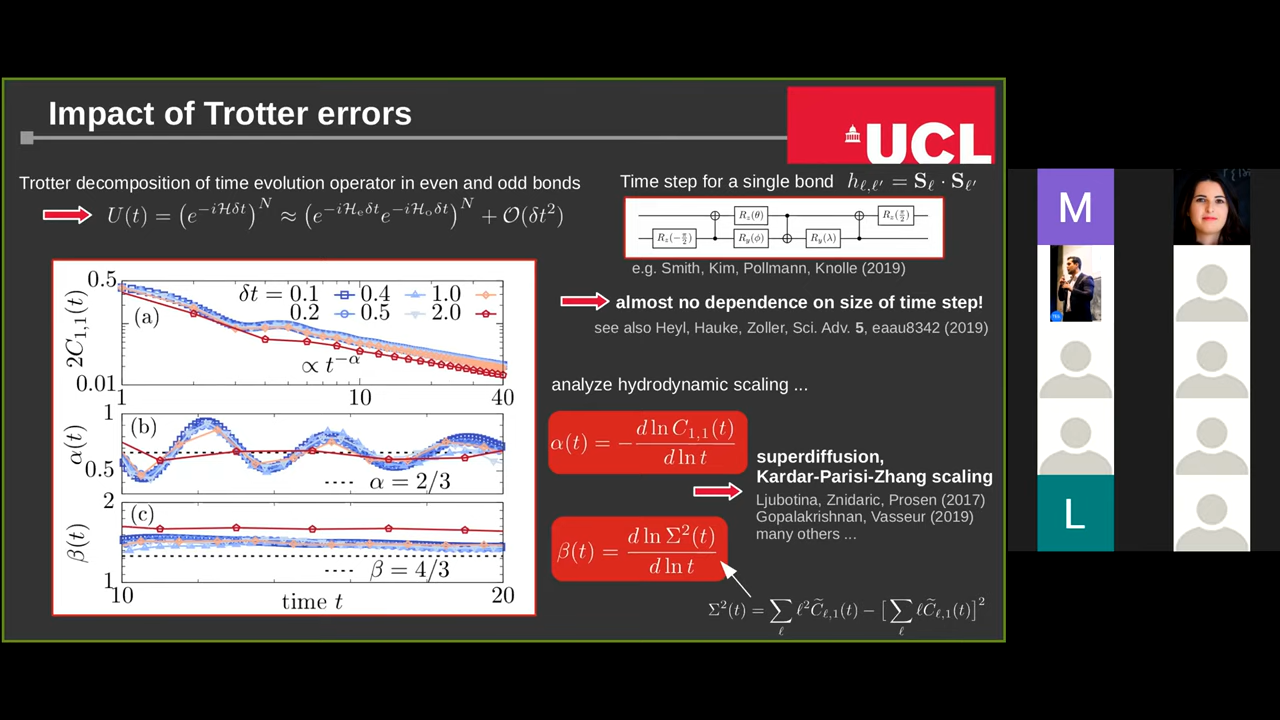 Impact of Trotter errors
UCL
Trotter decomposition of time evolution operator in even and odd bonds
U(t) = (e^{-iℋδt})^N ≈ (e^{-iℋ_e δt} e^{-iℋ_o δt})^N + 𝒪(δt²)
Time step for a single bond h_{ℓ,ℓ'} = S_ℓ · S_{ℓ'}
R_z(θ) R_z(π/2)
R_z(-π/2) R_y(ϕ) R_y(λ)
e.g. Smith, Kim, Pollmann, Knolle (2019)
almost no dependence on size of time step!
see also Heyl, Hauke, Zoller, Sci. Adv. 5, eaau8342 (2019)
2C_{1,1}(t)
0.5
0.01
(a)
δt = 0.1 0.4 1.0
0.2 0.5 2.0
∝ t^{-α}
1 10 40
α(t)
1
0.5
(b)
α = 2/3
β(t)
2
1
(c)
β = 4/3
10 time t 20
analyze hydrodynamic scaling ...
α(t) = − d ln C_{1,1}(t) / d ln t
superdiffusion,
Kardar-Parisi-Zhang scaling
Ljubotina, Znidaric, Prosen (2017)
Gopalakrishnan, Vasseur (2019)
many others ...
β(t) = d ln Σ²(t) / d ln t
Σ²(t) = ∑_ℓ ℓ² C̃_{ℓ,1}(t) − [∑_ℓ ℓ C̃_{ℓ,1}(t)]²
M
L